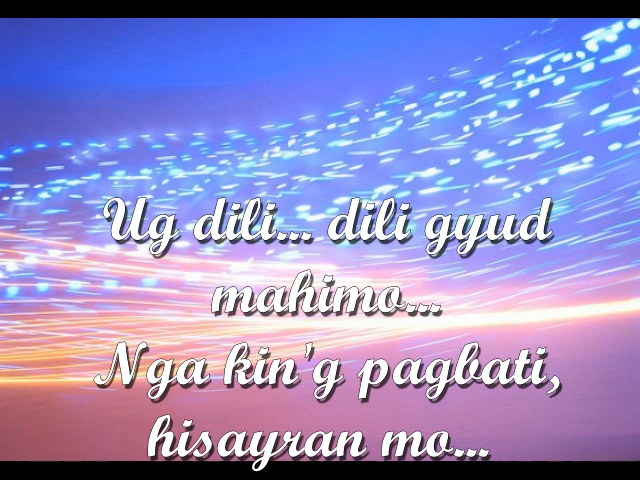 Ug dili... dili gyud
mahimo...
Nga kin'g pagbati,
hisayran mo...